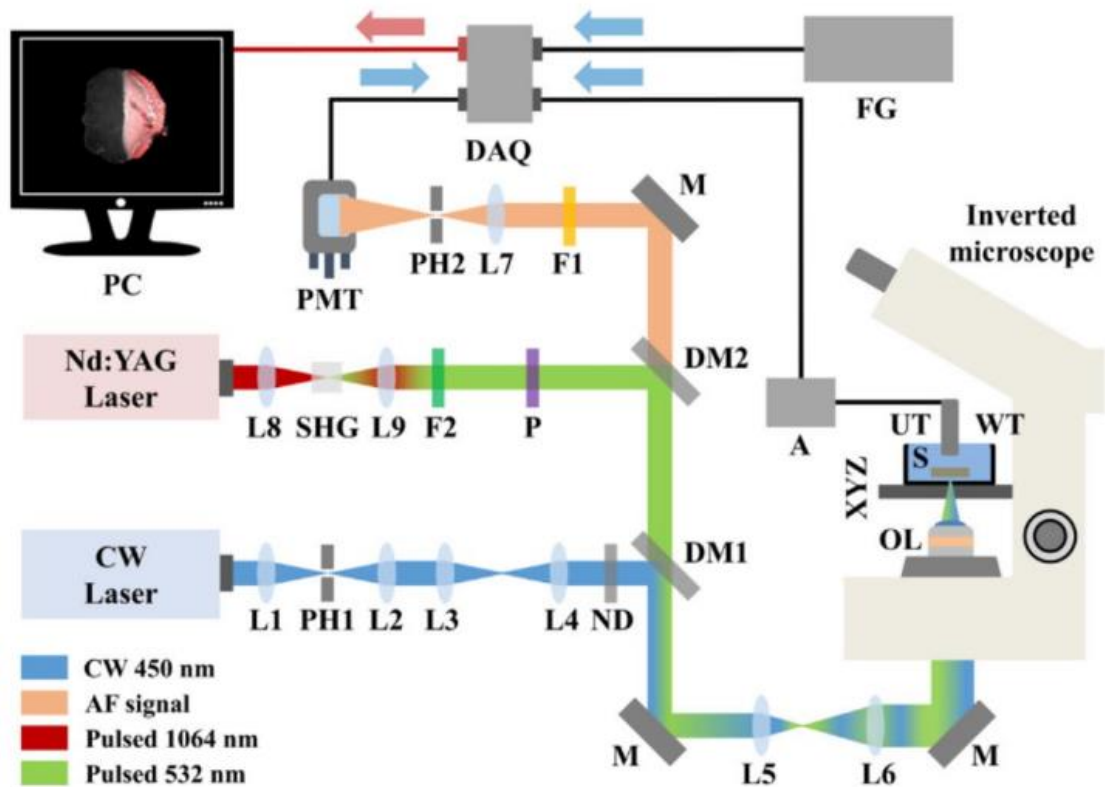 FG
DAQ
M
Inverted
microscope
PC
PMT
PH2
L7
F1
Nd:YAG
Laser
L8
SHG
L9
F2
P
DM2
A
UT
WT
S
XYZ
OL
CW
Laser
L1
PH1
L2
L3
L4
ND
DM1
CW 450 nm
AF signal
Pulsed 1064 nm
Pulsed 532 nm
M
L5
L6
M